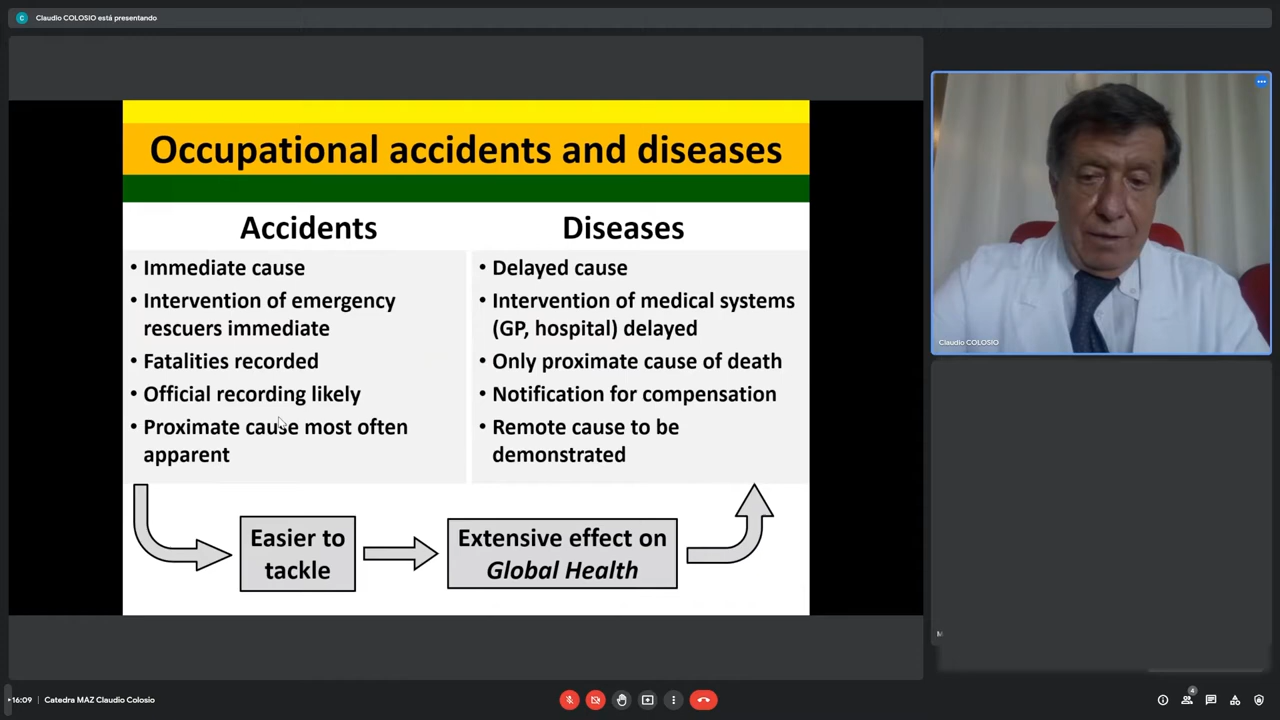 C
Claudio COLOSIO está presentando
Occupational accidents and diseases
Accidents
• Immediate cause
• Intervention of emergency
rescuers immediate
• Fatalities recorded
• Official recording likely
• Proximate cause most often
apparent
Diseases
• Delayed cause
• Intervention of medical systems
(GP, hospital) delayed
• Only proximate cause of death
• Notification for compensation
• Remote cause to be
demonstrated
Easier to
tackle
Extensive effect on
Global Health
Claudio COLOSIO
M
16:09 | Catedra MAZ Claudio Colosio
4